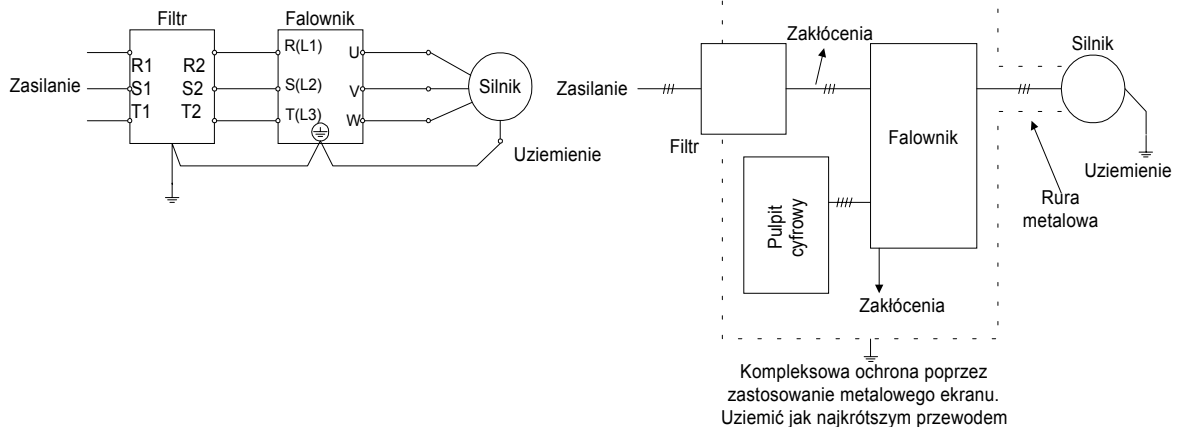 Filtr
Falownik
R(L1)
U
R1
R2
Zasilanie
S1
S2
S(L2)
V
Silnik
T1
T2
T(L3)
W
Uziemienie
Zakłócenia
Silnik
Zasilanie
Filtr
Falownik
Uziemienie
Pulpit
cyfrowy
Rura
metalowa
Zakłócenia
Kompleksowa ochrona poprzez
zastosowanie metalowego ekranu.
Uziemić jak najkrótszym przewodem